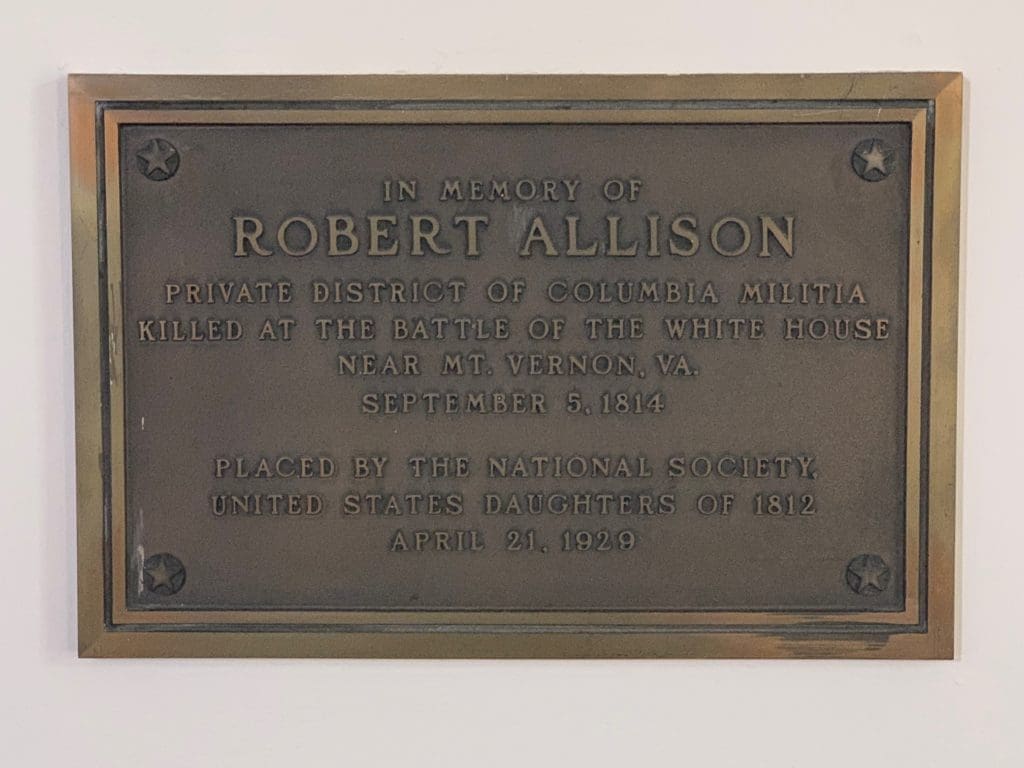 IN MEMORY OF
ROBERT ALLISON
PRIVATE DISTRICT OF COLUMBIA MILITIA
KILLED AT THE BATTLE OF THE WHITE HOUSE
NEAR MT. VERNON, VA.
SEPTEMBER 5, 1814
PLACED BY THE NATIONAL SOCIETY,
UNITED STATES DAUGHTERS OF 1812
APRIL 21, 1929